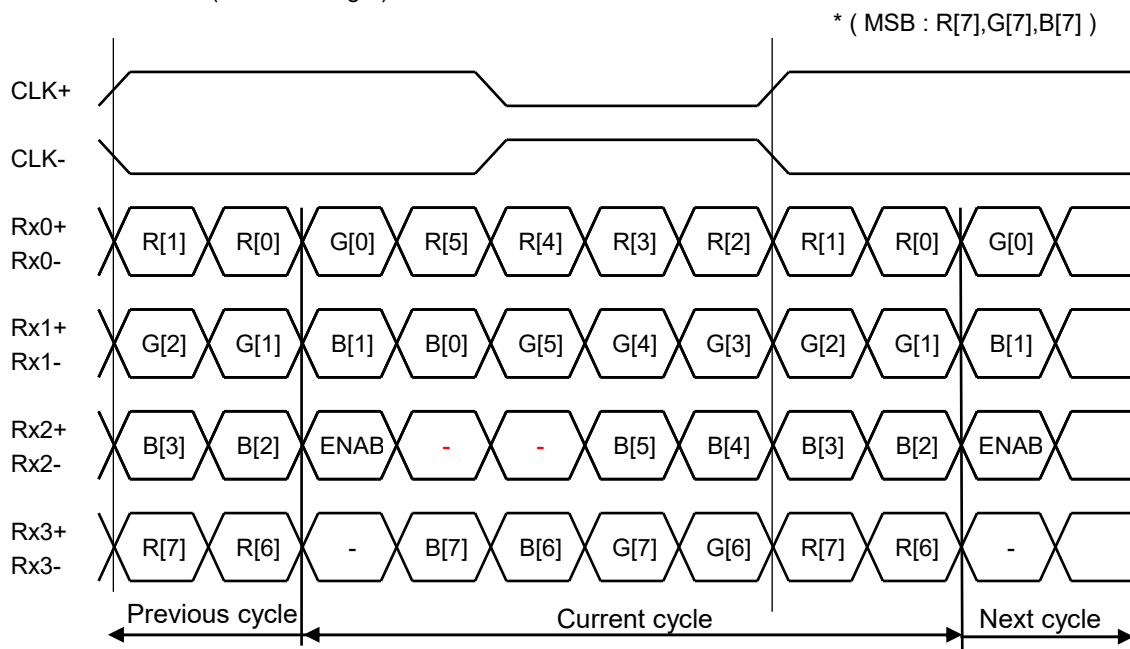 * ( MSB : R[7],G[7],B[7] )
CLK+
CLK-
Rx0+
Rx0-
R[1] R[0] G[0] R[5] R[4] R[3] R[2] R[1] R[0] G[0]
Rx1+
Rx1-
G[2] G[1] B[1] B[0] G[5] G[4] G[3] G[2] G[1] B[1]
Rx2+
Rx2-
B[3] B[2] ENAB - - B[5] B[4] B[3] B[2] ENAB
Rx3+
Rx3-
R[7] R[6] - B[7] B[6] G[7] G[6] R[7] R[6] -
Previous cycle Current cycle Next cycle